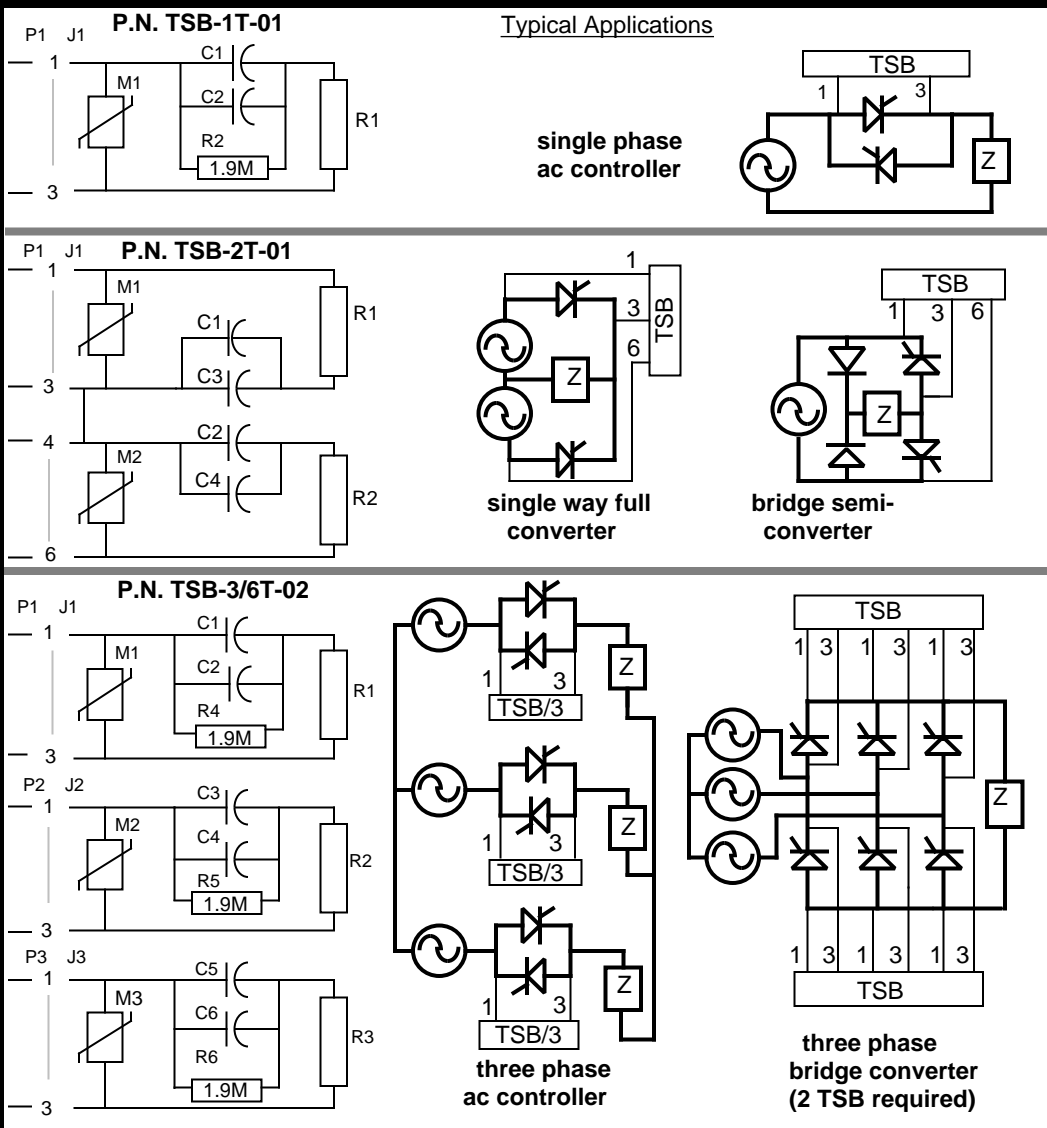 P.N. TSB-1T-01
Typical Applications
P1 J1
1
M1
C1
C2
R2
1.9M
R1
3
single phase
ac controller
TSB
1 3
Z
P1 J1
P.N. TSB-2T-01
1
M1
R1
C1
C3
3
4
C2
M2
C4
R2
6
1
3
6
TSB
Z
single way full
converter
TSB
1 3 6
Z
bridge semi-
converter
P.N. TSB-3/6T-02
P1 J1
1
C1
M1
C2
R4
1.9M
R1
3
P2 J2
1
C3
M2
C4
R5
1.9M
R2
3
P3 J3
1
C5
M3
C6
R6
1.9M
R3
3
1 3
TSB/3
Z
1 3
TSB/3
Z
1 3
TSB/3
Z
three phase
ac controller
TSB
1 3 1 3 1 3
Z
1 3 1 3 1 3
TSB
three phase
bridge converter
(2 TSB required)